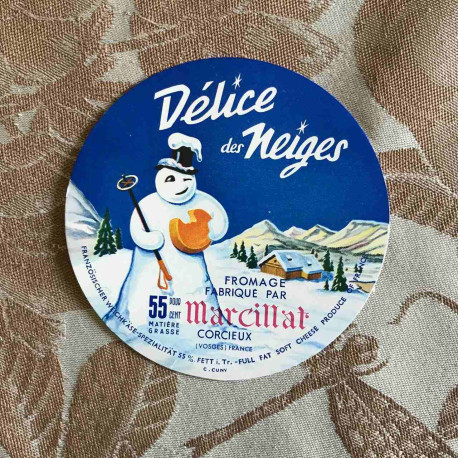 Délice
des Neiges
FROMAGE
FABRIQUÉ PAR
Marcillat
CORCIEUX
(VOSGES) FRANCE
55 POUR
CENT
MATIÈRE
GRASSE
FRANZÖSISCHER WEICHKÄSE-SPEZIALITÄT 55% FETT i. Tr. - FULL FAT SOFT CHEESE PRODUCE OF FRANCE
C. CUNY